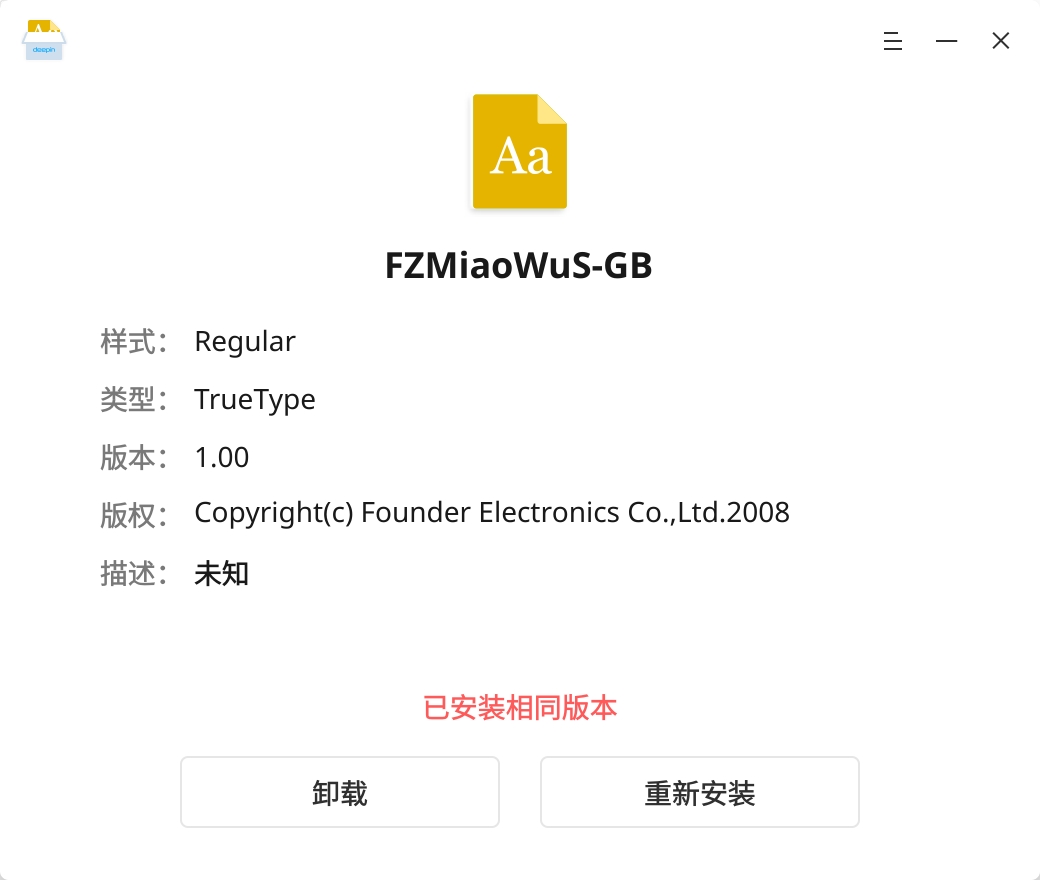 deepin
Aa
FZMiaoWuS-GB
样式： Regular
类型： TrueType
版本： 1.00
版权： Copyright(c) Founder Electronics Co.,Ltd.2008
描述： 未知
已安装相同版本
卸载 重新安装